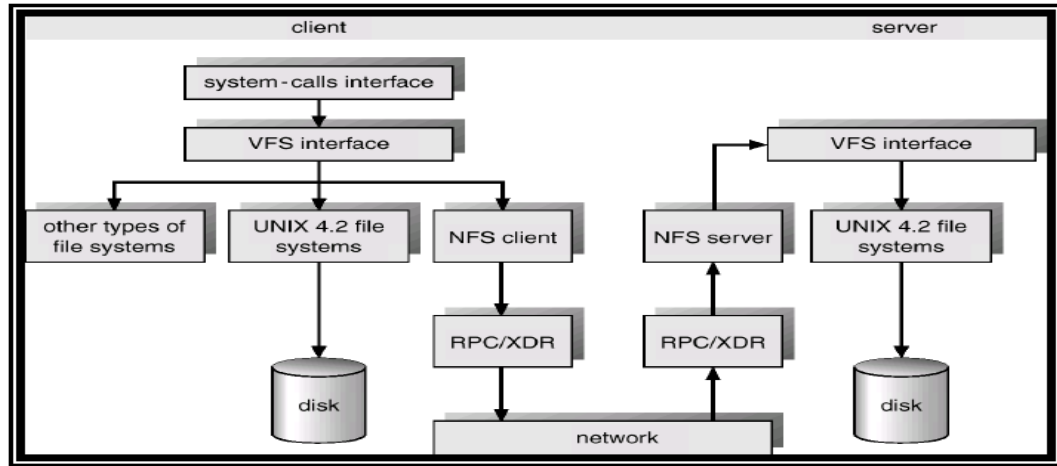 client
server
system-calls interface
VFS interface
VFS interface
other types of
file systems
UNIX 4.2 file
systems
NFS client
NFS server
UNIX 4.2 file
systems
RPC/XDR
RPC/XDR
disk
disk
network